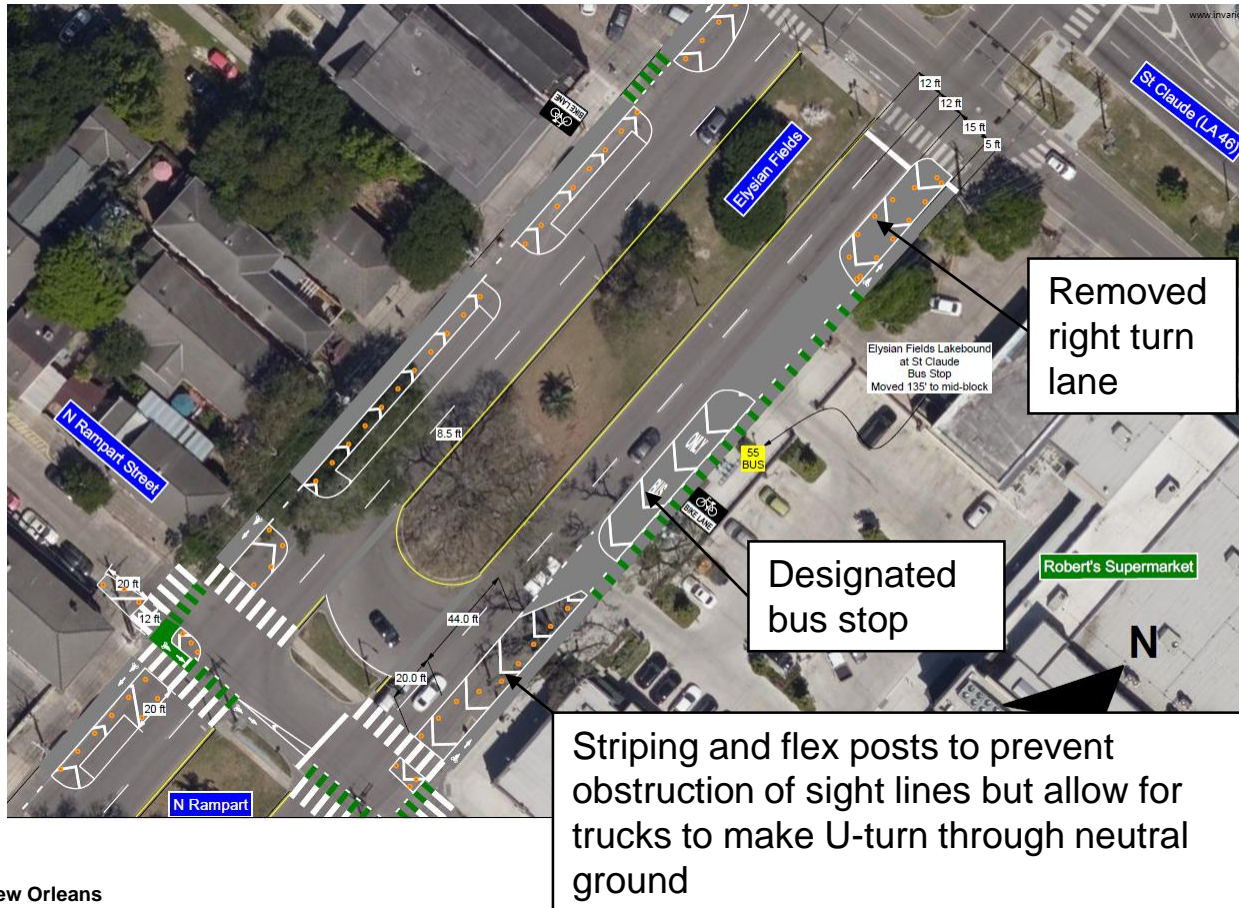 www.invario
BIKE LANE
St Claude (LA 46)
12 ft
12 ft
15 ft
5 ft
Elysian Fields
Removed
right turn
lane
Elysian Fields Lakebound
at St Claude
Bus Stop
Moved 135' to mid-block
N Rampart Street
8.5 ft
ONLY
BUS
55
BUS
BIKE LANE
Designated
bus stop
Robert's Supermarket
N
20 ft
12 ft
44.0 ft
20.0 ft
20 ft
N Rampart
Striping and flex posts to prevent
obstruction of sight lines but allow for
trucks to make U-turn through neutral
ground
ew Orleans